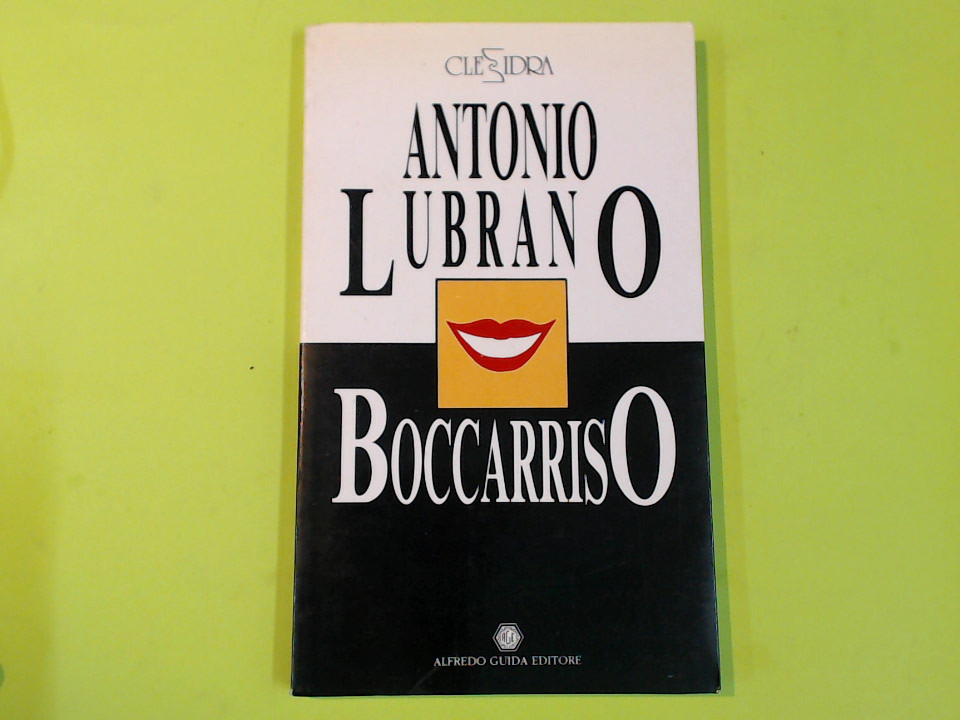 CLESSIDRA
ANTONIO
LUBRANO
BOCCARRISO
AGE
ALFREDO GUIDA EDITORE